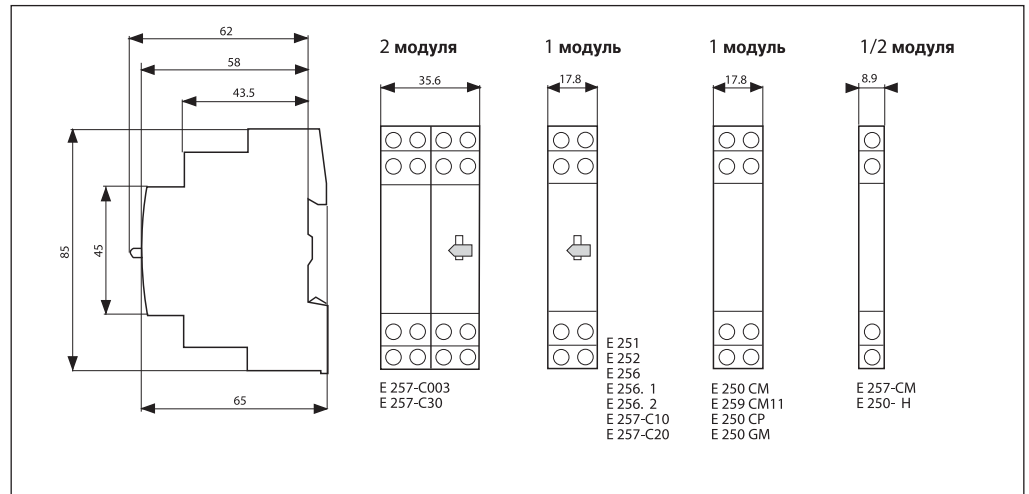 62
58
43.5
85
45
65
2 модуля
35.6
E 257-C003
E 257-C30
1 модуль
17.8
E 251
E 252
E 256
E 256. 1
E 256. 2
E 257-C10
E 257-C20
1 модуль
17.8
E 250 CM
E 259 CM11
E 250 CP
E 250 GM
1/2 модуля
8.9
E 257-CM
E 250- H